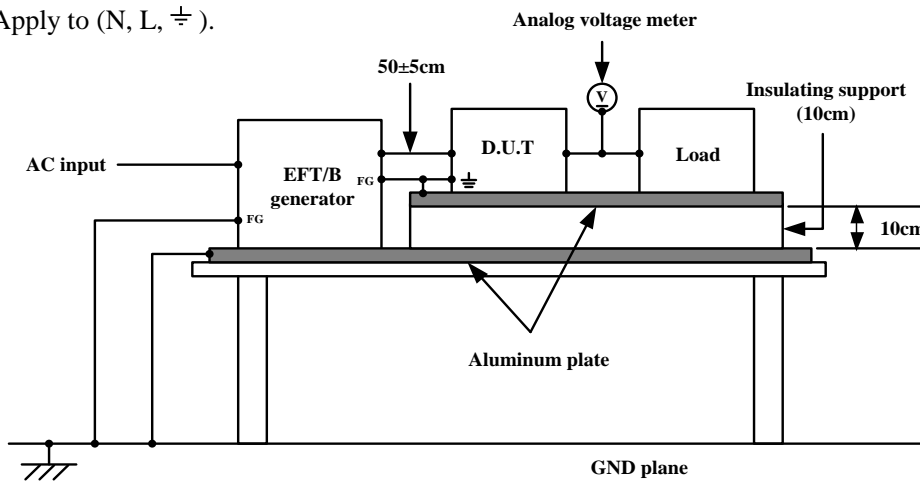 Apply to (N, L, ⏚ ).
Analog voltage meter
50±5cm
Insulating support
(10cm)
V
D.U.T
Load
AC input
EFT/B
generator
FG
FG
10cm
Aluminum plate
GND plane